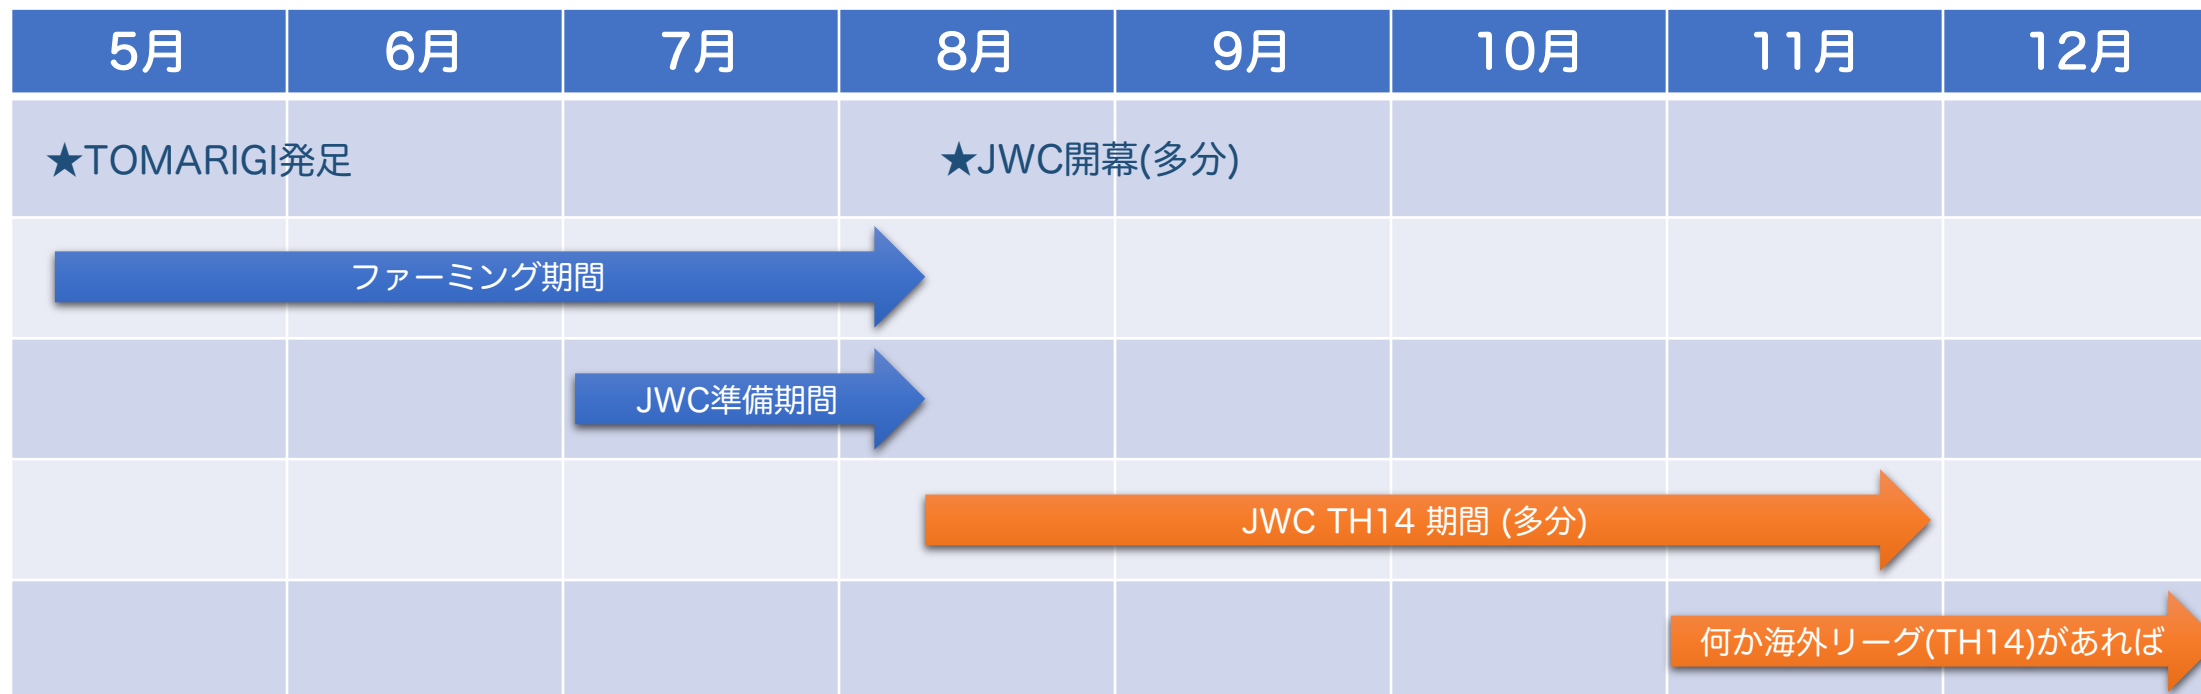 5月 6月 7月 8月 9月 10月 11月 12月
★TOMARIGI発足 ★JWC開幕(多分)
ファーミング期間
JWC準備期間
JWC TH14 期間 (多分)
何か海外リーグ(TH14)があれば